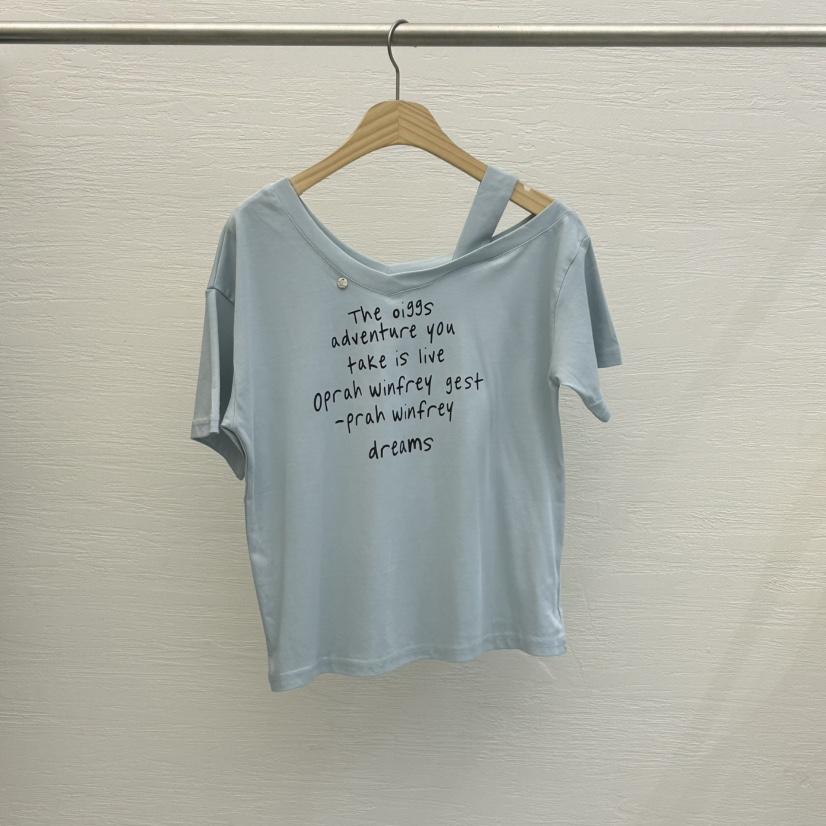 The oiggs
adventure you
take is live
Oprah winfrey gest
-prah winfrey
dreams